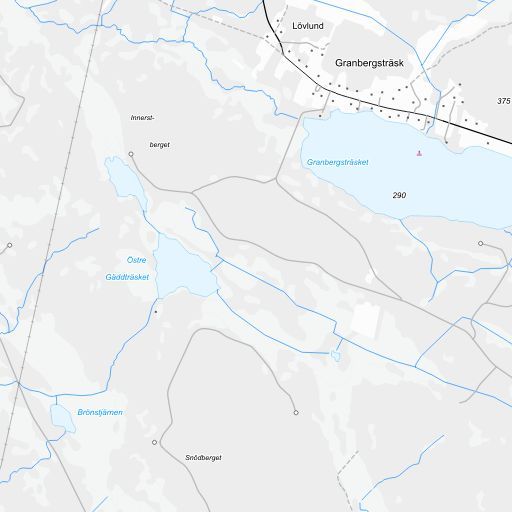 Lövlund
Granbergsträsk
375
Innerst-
berget
Granbergsträsket
290
Östre
Gäddträsket
Brönstjärnen
Snödberget